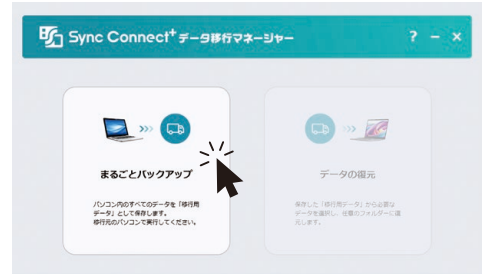 Sync Connect+ データ移行マネージャー
? － ×
まるごとバックアップ
パソコン内のすべてのデータを「移行用
データ」として保存します。
移行元のパソコンで実行してください。
データの復元
保存した「移行用データ」から必要な
データを選択し、任意のフォルダーに復
元します。